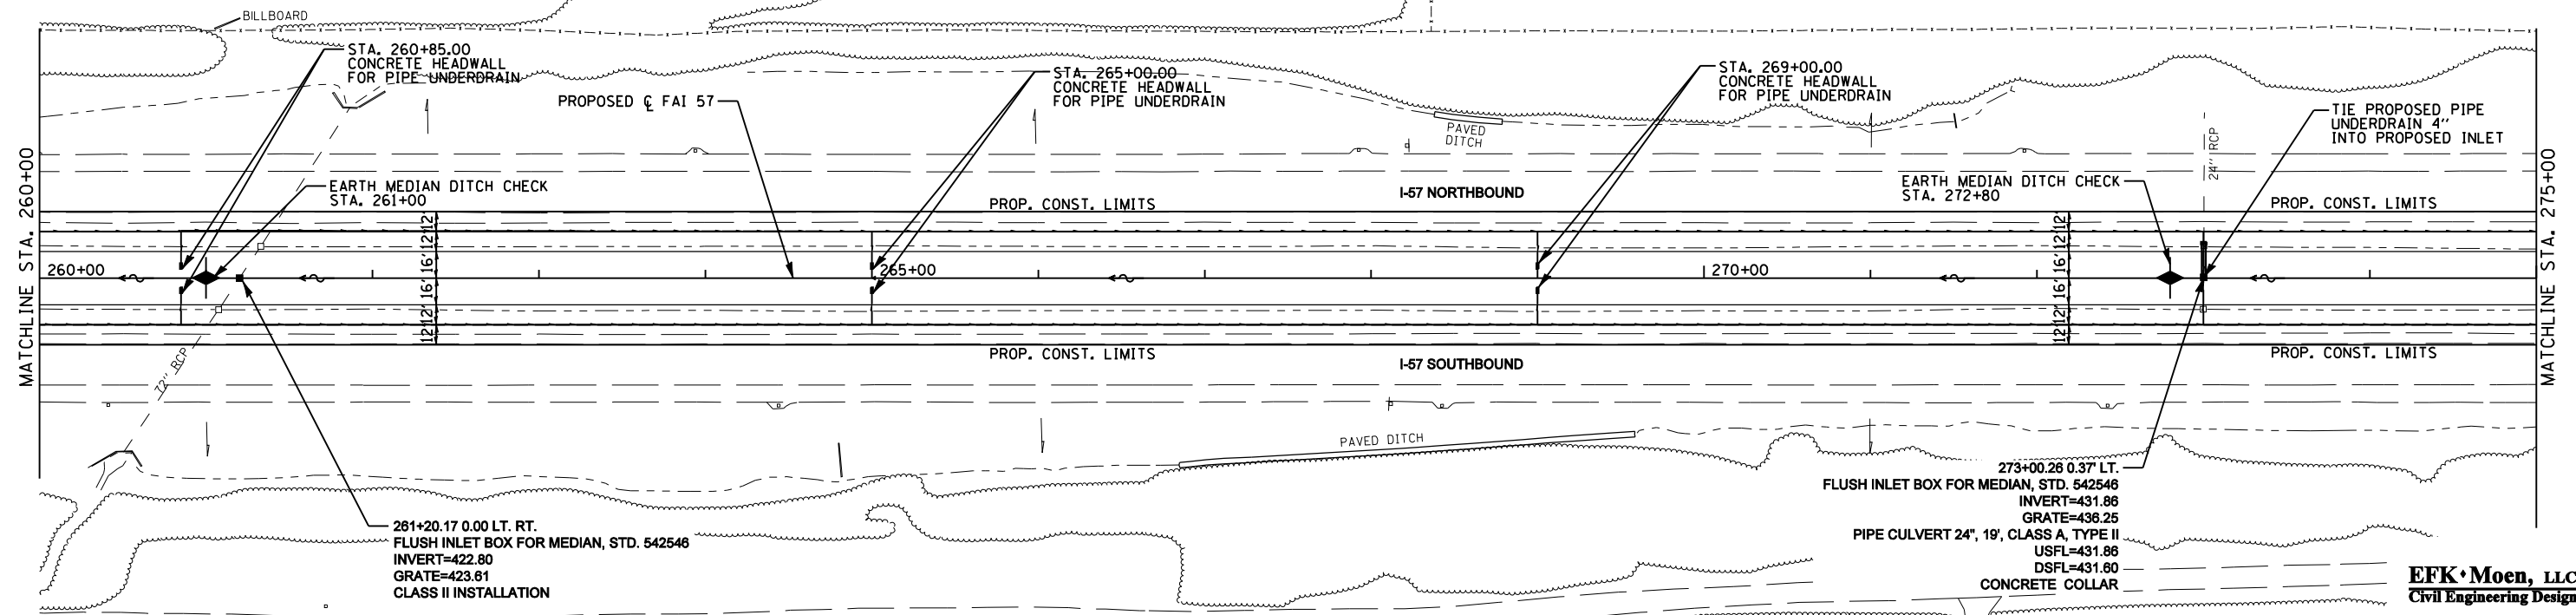 BILLBOARD
STA. 260+85.00
CONCRETE HEADWALL
FOR PIPE UNDERDRAIN
PROPOSED ℄ FAI 57
STA. 265+00.00
CONCRETE HEADWALL
FOR PIPE UNDERDRAIN
STA. 269+00.00
CONCRETE HEADWALL
FOR PIPE UNDERDRAIN
PAVED
DITCH
TIE PROPOSED PIPE
UNDERDRAIN 4''
INTO PROPOSED INLET
24'' RCP
MATCHLINE STA. 260+00
MATCHLINE STA. 275+00
EARTH MEDIAN DITCH CHECK
STA. 261+00
I-57 NORTHBOUND
EARTH MEDIAN DITCH CHECK
STA. 272+80
PROP. CONST. LIMITS
PROP. CONST. LIMITS
12' 12' 16' 16' 12' 12'
12' 12' 16' 16' 12' 12'
260+00
265+00
270+00
PROP. CONST. LIMITS
PROP. CONST. LIMITS
I-57 SOUTHBOUND
72'' RCP
PAVED DITCH
261+20.17 0.00 LT. RT.
FLUSH INLET BOX FOR MEDIAN, STD. 542546
INVERT=422.80
GRATE=423.61
CLASS II INSTALLATION
273+00.26 0.37' LT.
FLUSH INLET BOX FOR MEDIAN, STD. 542546
INVERT=431.86
GRATE=436.25
PIPE CULVERT 24", 19', CLASS A, TYPE II
USFL=431.86
DSFL=431.60
CONCRETE COLLAR
EFK•Moen, LLC
Civil Engineering Design